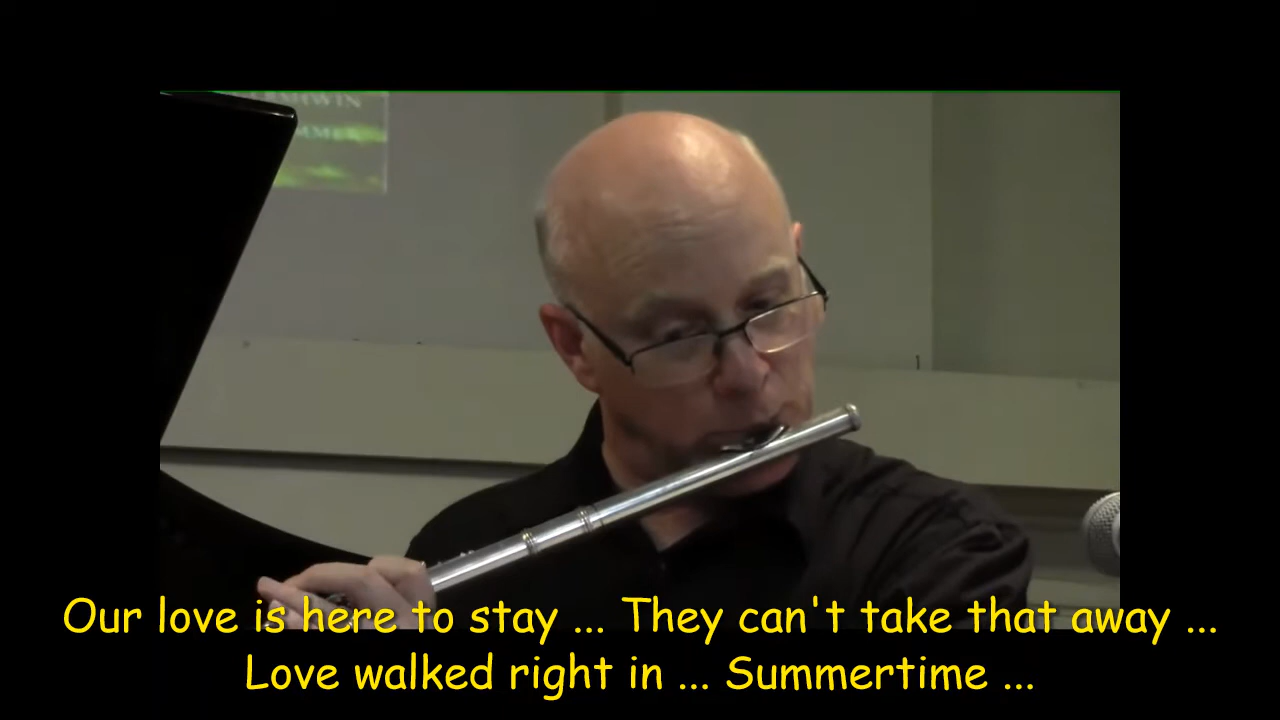 Our love is here to stay ... They can't take that away ...
Love walked right in ... Summertime ...